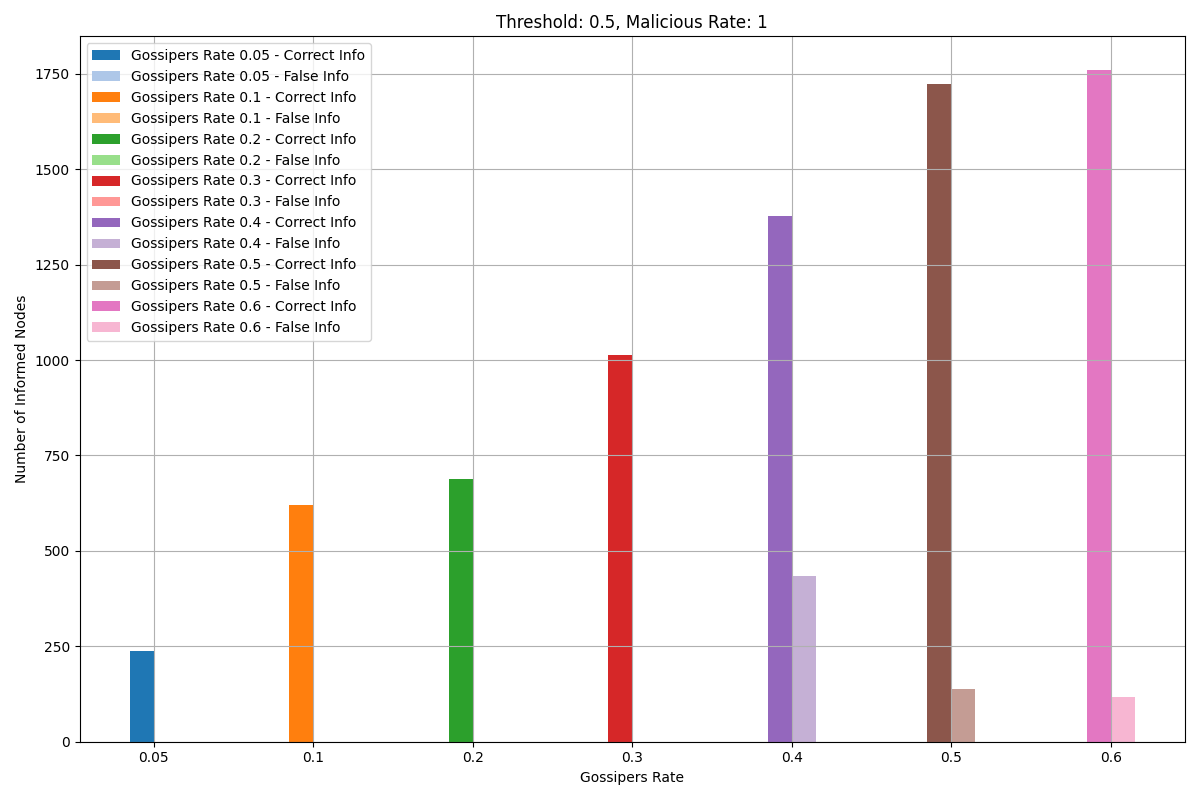 Threshold: 0.5, Malicious Rate: 1
Gossipers Rate 0.05 - Correct Info
Gossipers Rate 0.05 - False Info
Gossipers Rate 0.1 - Correct Info
Gossipers Rate 0.1 - False Info
Gossipers Rate 0.2 - Correct Info
Gossipers Rate 0.2 - False Info
Gossipers Rate 0.3 - Correct Info
Gossipers Rate 0.3 - False Info
Gossipers Rate 0.4 - Correct Info
Gossipers Rate 0.4 - False Info
Gossipers Rate 0.5 - Correct Info
Gossipers Rate 0.5 - False Info
Gossipers Rate 0.6 - Correct Info
Gossipers Rate 0.6 - False Info
Number of Informed Nodes
1750
1500
1250
1000
750
500
250
0
0.05 0.1 0.2 0.3 0.4 0.5 0.6
Gossipers Rate